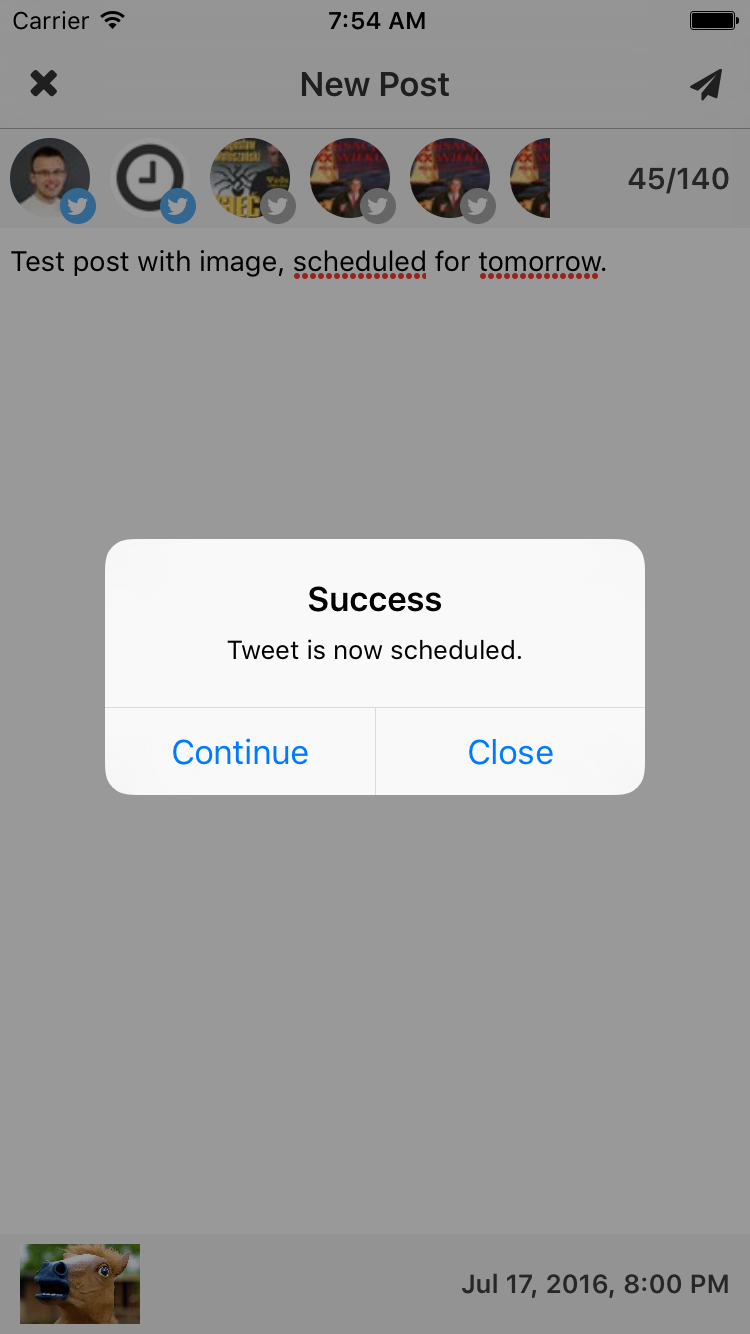 Carrier 7:54 AM
New Post
45/140
Test post with image, scheduled for tomorrow.
Success
Tweet is now scheduled.
Continue Close
Jul 17, 2016, 8:00 PM